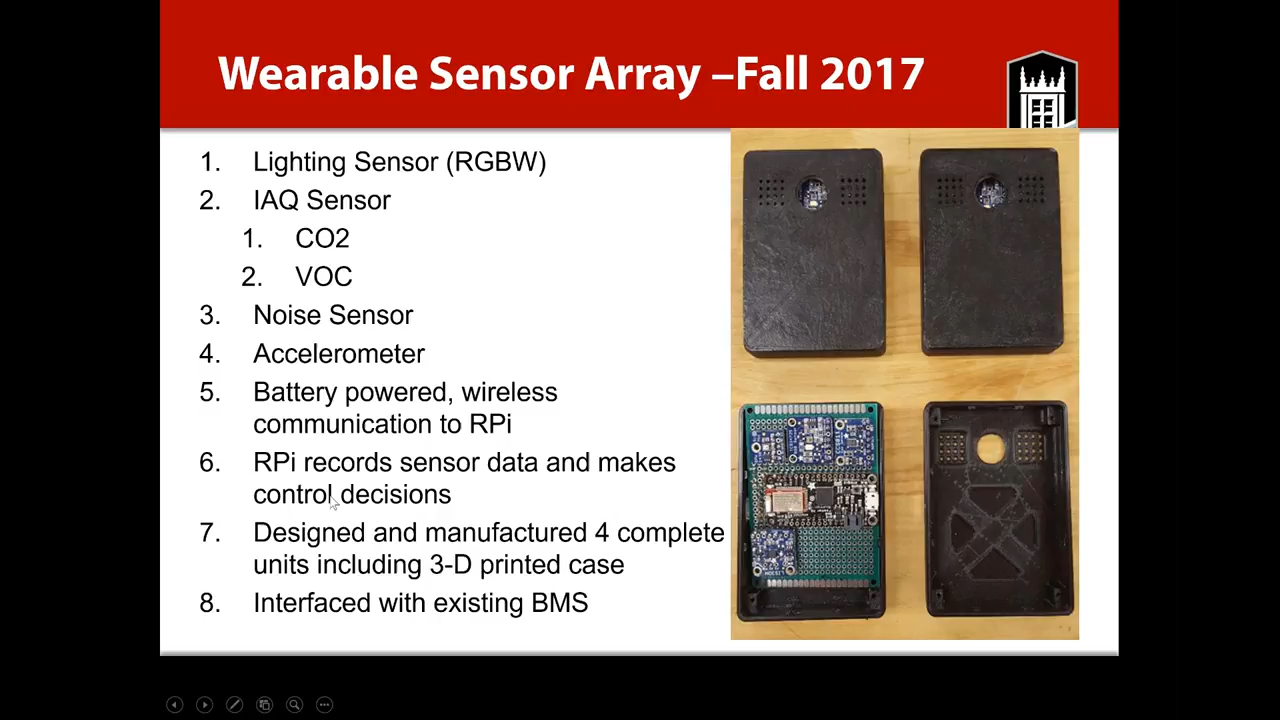 Wearable Sensor Array –Fall 2017
1. Lighting Sensor (RGBW)
2. IAQ Sensor
1. CO2
2. VOC
3. Noise Sensor
4. Accelerometer
5. Battery powered, wireless
communication to RPi
6. RPi records sensor data and makes
control decisions
7. Designed and manufactured 4 complete
units including 3-D printed case
8. Interfaced with existing BMS